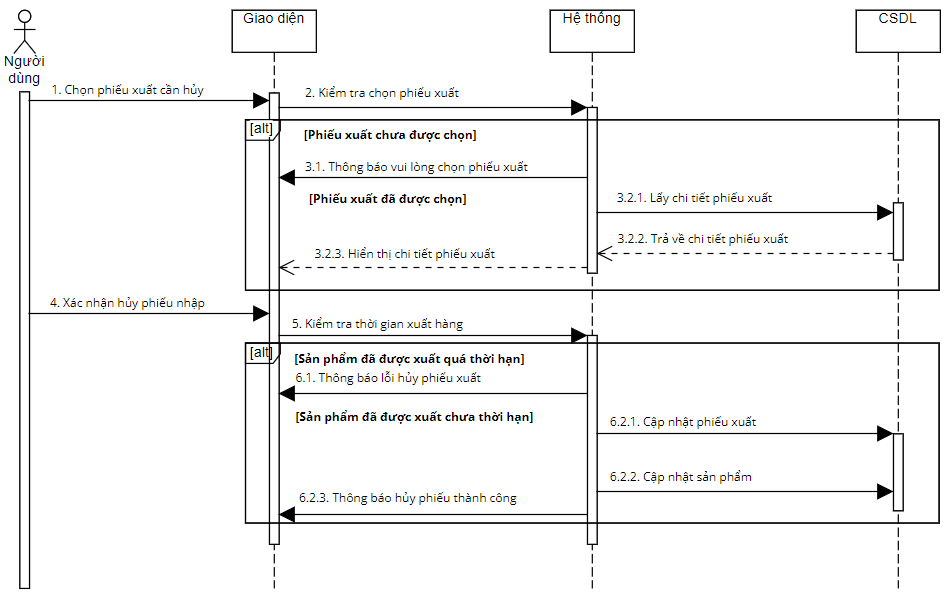 Giao diện
Hệ thống
CSDL
Người
dùng
1. Chọn phiếu xuất cần hủy
2. Kiểm tra chọn phiếu xuất
[alt]
[Phiếu xuất chưa được chọn]
3.1. Thông báo vui lòng chọn phiếu xuất
[Phiếu xuất đã được chọn]
3.2.1. Lấy chi tiết phiếu xuất
3.2.2. Trả về chi tiết phiếu xuất
3.2.3. Hiển thị chi tiết phiếu xuất
4. Xác nhận hủy phiếu nhập
5. Kiểm tra thời gian xuất hàng
[alt]
[Sản phẩm đã được xuất quá thời hạn]
6.1. Thông báo lỗi hủy phiếu xuất
[Sản phẩm đã được xuất chưa thời hạn]
6.2.1. Cập nhật phiếu xuất
6.2.2. Cập nhật sản phẩm
6.2.3. Thông báo hủy phiếu thành công